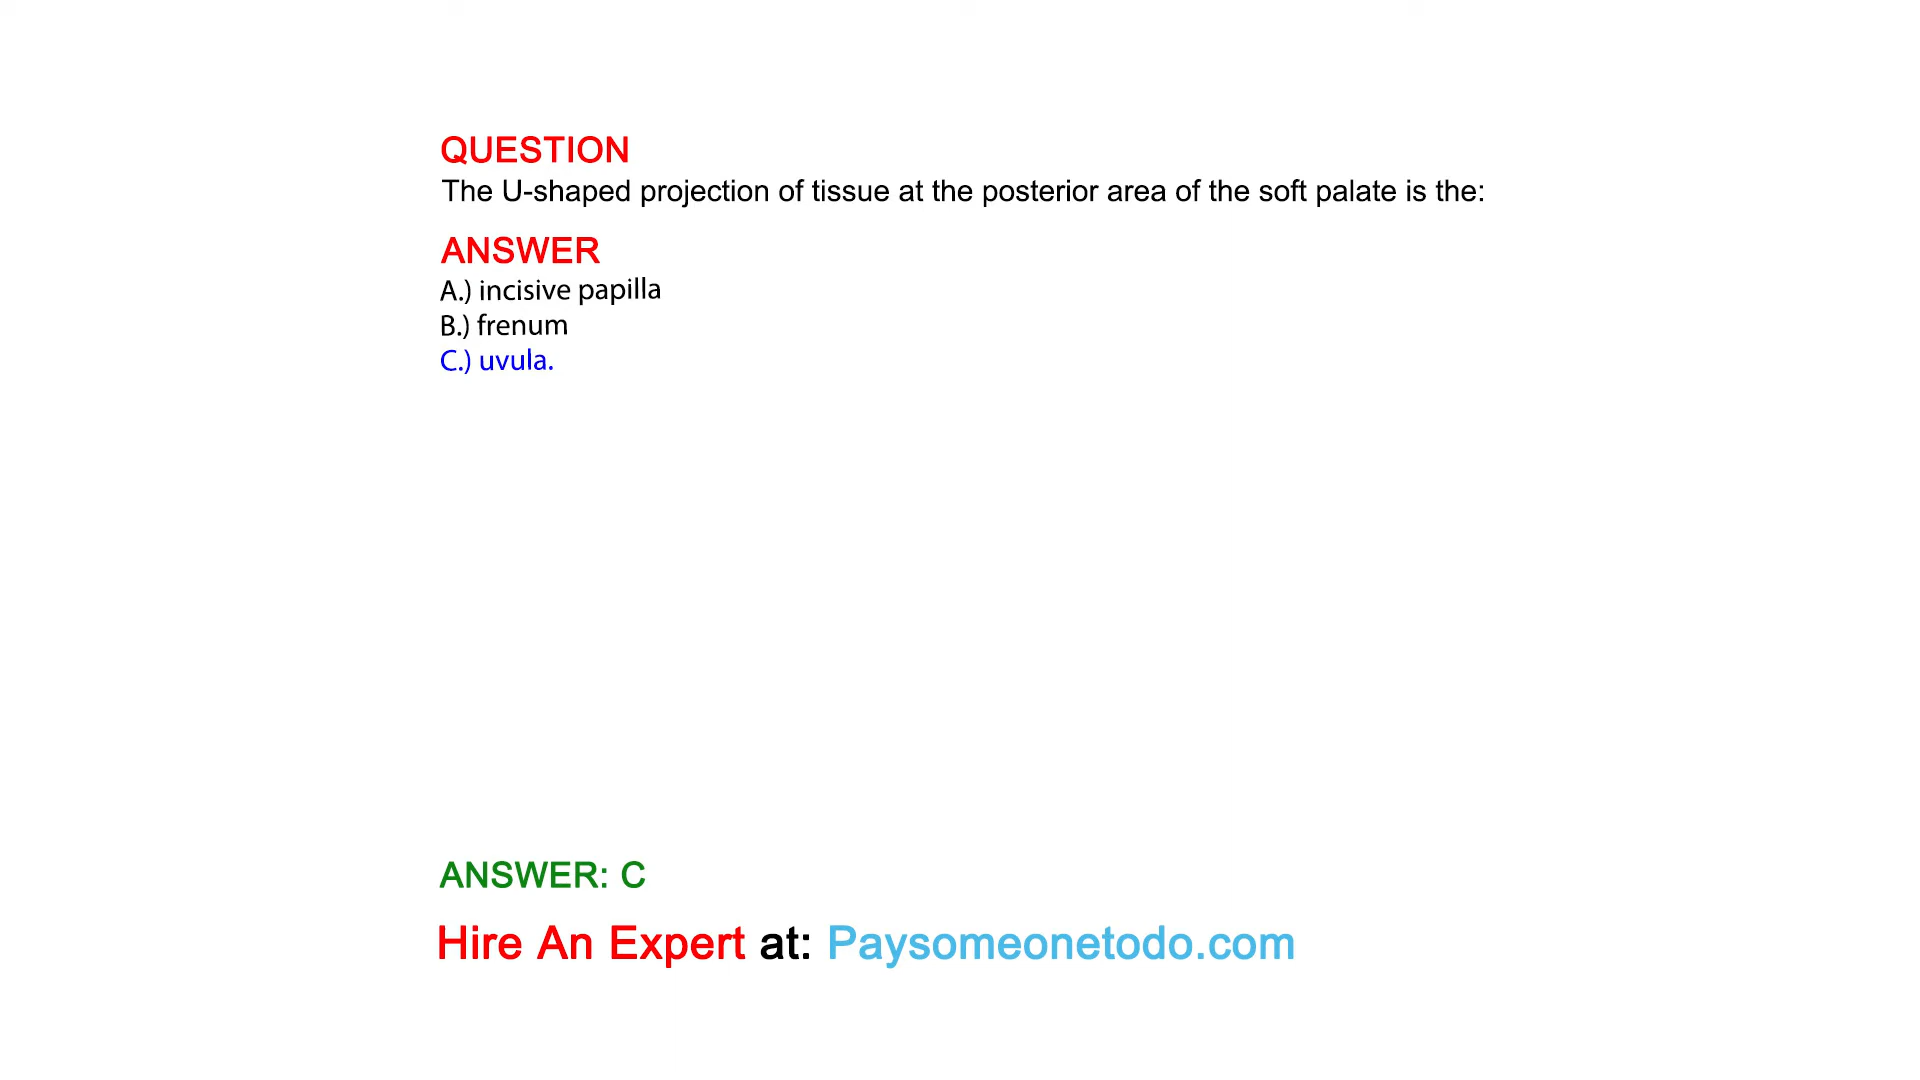 QUESTION
The U-shaped projection of tissue at the posterior area of the soft palate is the:
ANSWER
A.) incisive papilla
B.) frenum
C.) uvula.
ANSWER: C
Hire An Expert at: Paysomeonetodo.com